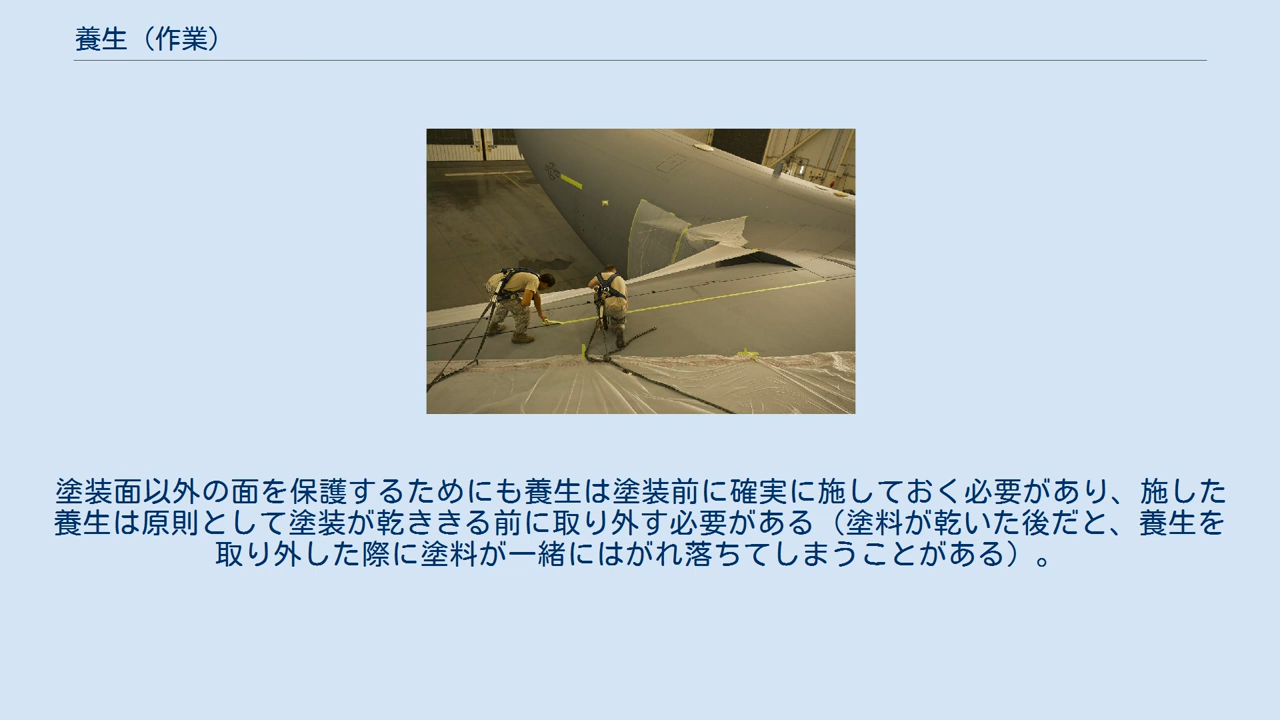 養生（作業）
塗装面以外の面を保護するためにも養生は塗装前に確実に施しておく必要があり、施した
養生は原則として塗装が乾ききる前に取り外す必要がある（塗料が乾いた後だと、養生を
取り外した際に塗料が一緒にはがれ落ちてしまうことがある）。